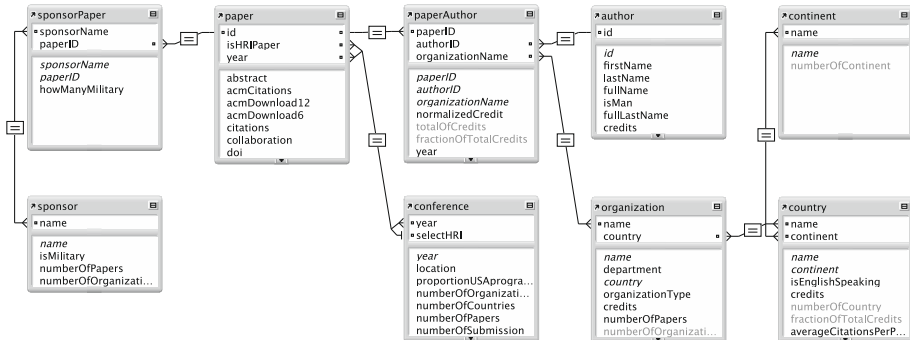 sponsorPaper
sponsorName
paperID
sponsorName
paperID
howManyMilitary
paper
id
isHRIPaper
year
abstract
acmCitations
acmDownload12
acmDownload6
citations
collaboration
doi
paperAuthor
paperID
authorID
organizationName
paperID
authorID
organizationName
normalizedCredit
totalOfCredits
fractionOfTotalCredits
year
author
id
id
firstName
lastName
fullName
isMan
fullLastName
credits
continent
name
name
numberOfContinent
sponsor
name
name
isMilitary
numberOfPapers
numberOfOrganizati...
conference
year
selectHRI
year
location
proportionUSAprogra...
numberOfOrganizati...
numberOfCountries
numberOfPapers
numberOfSubmission
organization
name
country
name
department
country
organizationType
credits
numberOfPapers
numberOfOrganizati...
country
name
continent
name
continent
isEnglishSpeaking
credits
numberOfCountry
fractionOfTotalCredits
averageCitationsPerP...